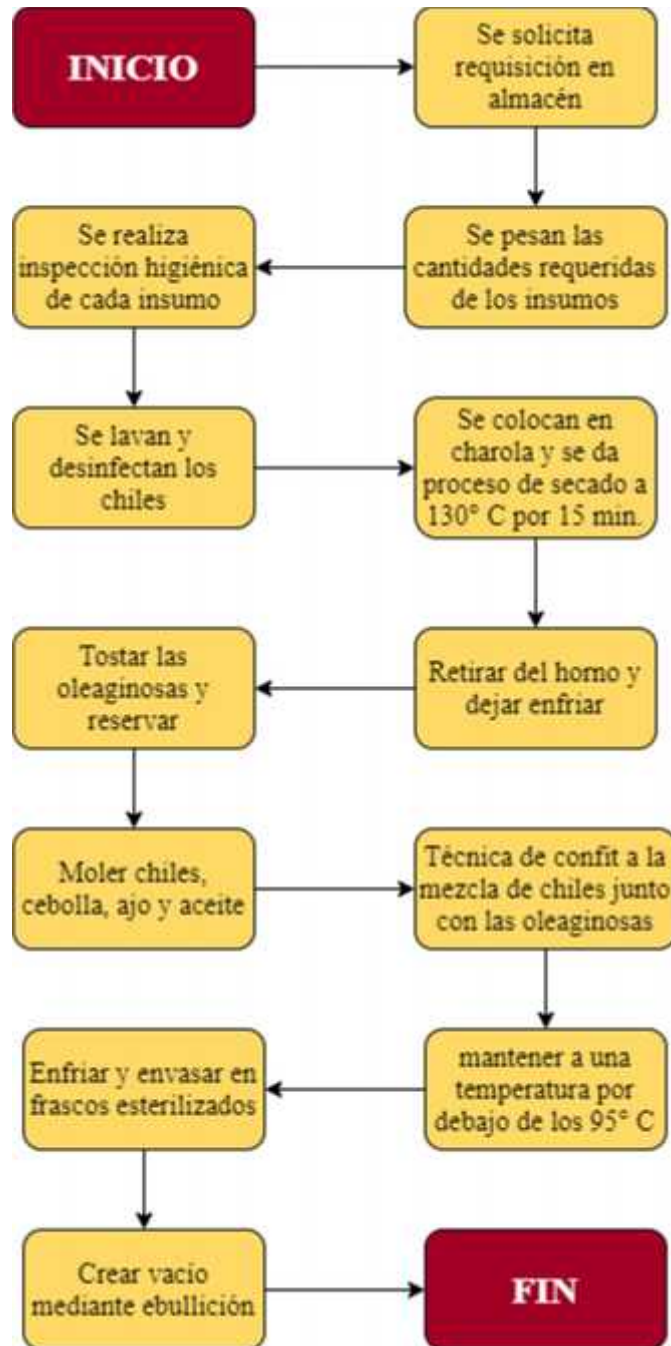 INICIO
Se solicita
requisición en
almacén
Se pesan las
cantidades requeridas
de los insumos
Se realiza
inspección higiénica
de cada insumo
Se lavan y
desinfectan los
chiles
Se colocan en
charola y se da
proceso de secado a
130° C por 15 min.
Retirar del horno y
dejar enfriar
Tostar las
oleaginosas y
reservar
Moler chiles,
cebolla, ajo y aceite
Técnica de confit a la
mezcla de chiles junto
con las oleaginosas
mantener a una
temperatura por
debajo de los 95° C
Enfriar y envasar en
frascos esterilizados
Crear vacío
mediante ebullición
FIN